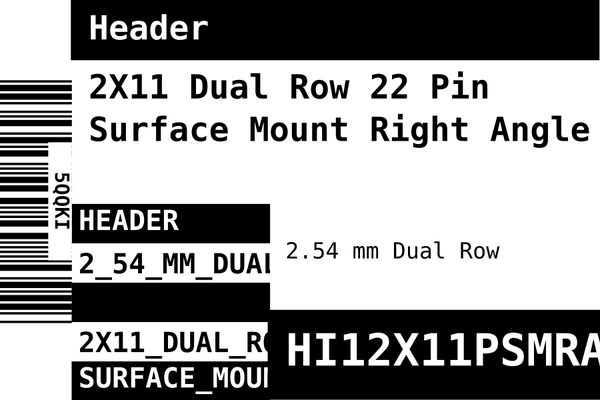 Header
2X11 Dual Row 22 Pin
Surface Mount Right Angle
5QQKI
HEADER
2_54_MM_DUAL
2.54 mm Dual Row
2X11_DUAL_RO
SURFACE_MOUN
HI12X11PSMRA